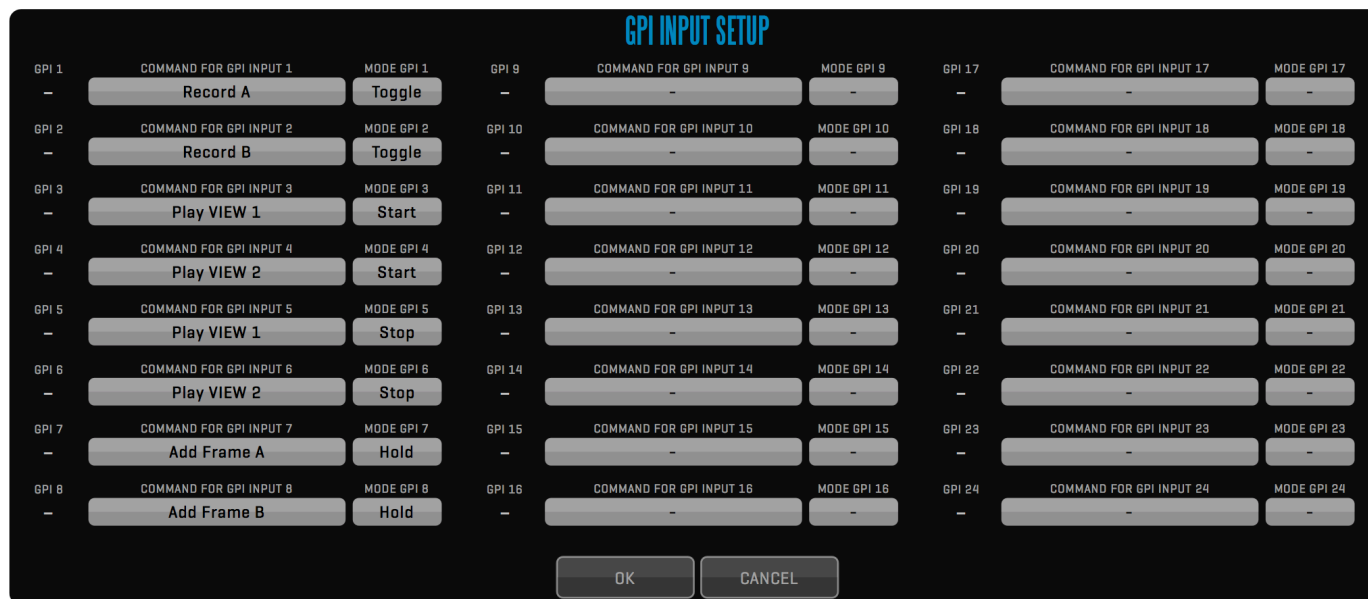 GPI INPUT SETUP
GPI 1 COMMAND FOR GPI INPUT 1 MODE GPI 1 GPI 9 COMMAND FOR GPI INPUT 9 MODE GPI 9 GPI 17 COMMAND FOR GPI INPUT 17 MODE GPI 17
– Record A Toggle – - - – - -
GPI 2 COMMAND FOR GPI INPUT 2 MODE GPI 2 GPI 10 COMMAND FOR GPI INPUT 10 MODE GPI 10 GPI 18 COMMAND FOR GPI INPUT 18 MODE GPI 18
– Record B Toggle – - - – - -
GPI 3 COMMAND FOR GPI INPUT 3 MODE GPI 3 GPI 11 COMMAND FOR GPI INPUT 11 MODE GPI 11 GPI 19 COMMAND FOR GPI INPUT 19 MODE GPI 19
– Play VIEW 1 Start – - - – - -
GPI 4 COMMAND FOR GPI INPUT 4 MODE GPI 4 GPI 12 COMMAND FOR GPI INPUT 12 MODE GPI 12 GPI 20 COMMAND FOR GPI INPUT 20 MODE GPI 20
– Play VIEW 2 Start – - - – - -
GPI 5 COMMAND FOR GPI INPUT 5 MODE GPI 5 GPI 13 COMMAND FOR GPI INPUT 13 MODE GPI 13 GPI 21 COMMAND FOR GPI INPUT 21 MODE GPI 21
– Play VIEW 1 Stop – - - – - -
GPI 6 COMMAND FOR GPI INPUT 6 MODE GPI 6 GPI 14 COMMAND FOR GPI INPUT 14 MODE GPI 14 GPI 22 COMMAND FOR GPI INPUT 22 MODE GPI 22
– Play VIEW 2 Stop – - - – - -
GPI 7 COMMAND FOR GPI INPUT 7 MODE GPI 7 GPI 15 COMMAND FOR GPI INPUT 15 MODE GPI 15 GPI 23 COMMAND FOR GPI INPUT 23 MODE GPI 23
– Add Frame A Hold – - - – - -
GPI 8 COMMAND FOR GPI INPUT 8 MODE GPI 8 GPI 16 COMMAND FOR GPI INPUT 16 MODE GPI 16 GPI 24 COMMAND FOR GPI INPUT 24 MODE GPI 24
– Add Frame B Hold – - - – - -
OK CANCEL